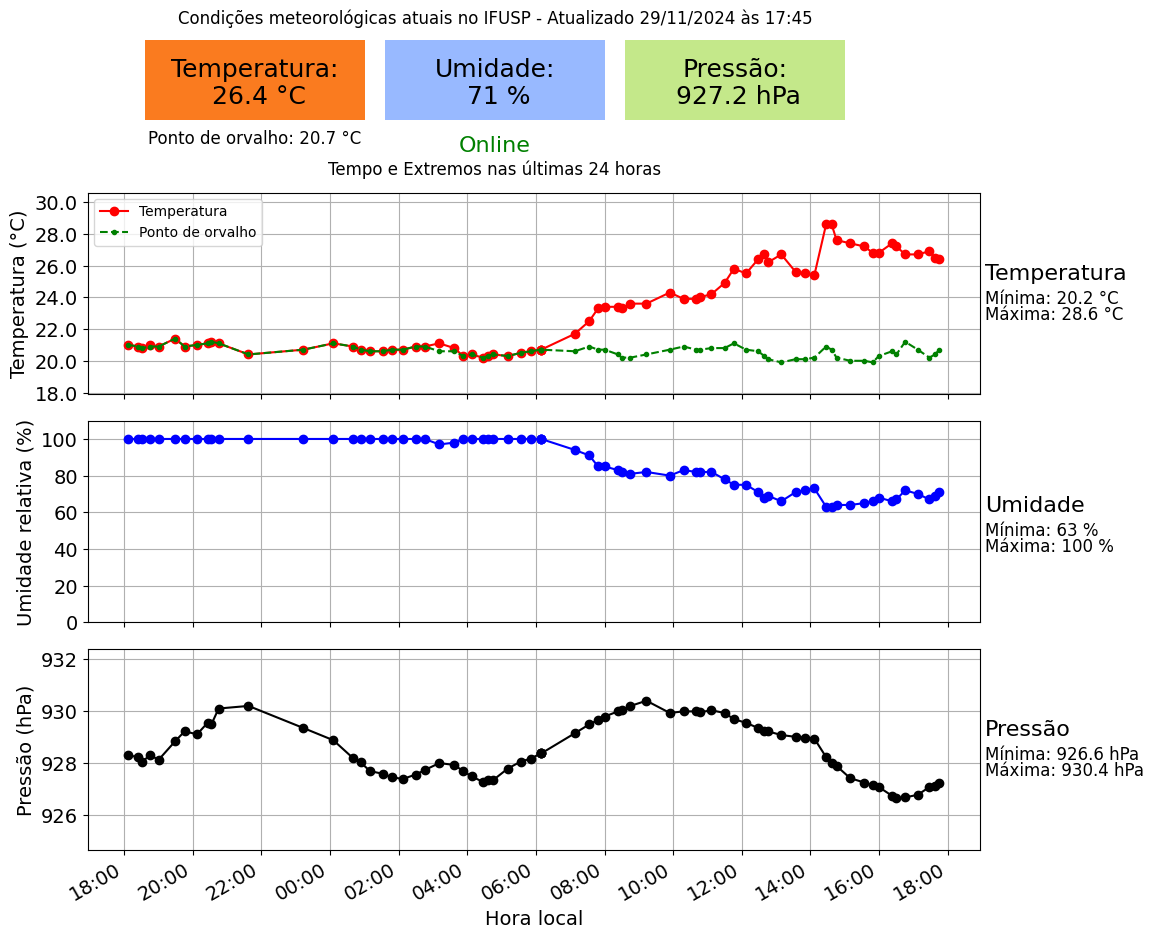 Condições meteorológicas atuais no IFUSP - Atualizado 29/11/2024 às 17:45
Temperatura:
26.4 °C
Umidade:
71 %
Pressão:
927.2 hPa
Ponto de orvalho: 20.7 °C
Online
Tempo e Extremos nas últimas 24 horas
Temperatura (°C)
30.0
28.0
26.0
24.0
22.0
20.0
18.0
Temperatura
Ponto de orvalho
Temperatura
Mínima: 20.2 °C
Máxima: 28.6 °C
Umidade relativa (%)
100
80
60
40
20
0
Umidade
Mínima: 63 %
Máxima: 100 %
Pressão (hPa)
932
930
928
926
Pressão
Mínima: 926.6 hPa
Máxima: 930.4 hPa
18:00 20:00 22:00 00:00 02:00 04:00 06:00 08:00 10:00 12:00 14:00 16:00 18:00
Hora local